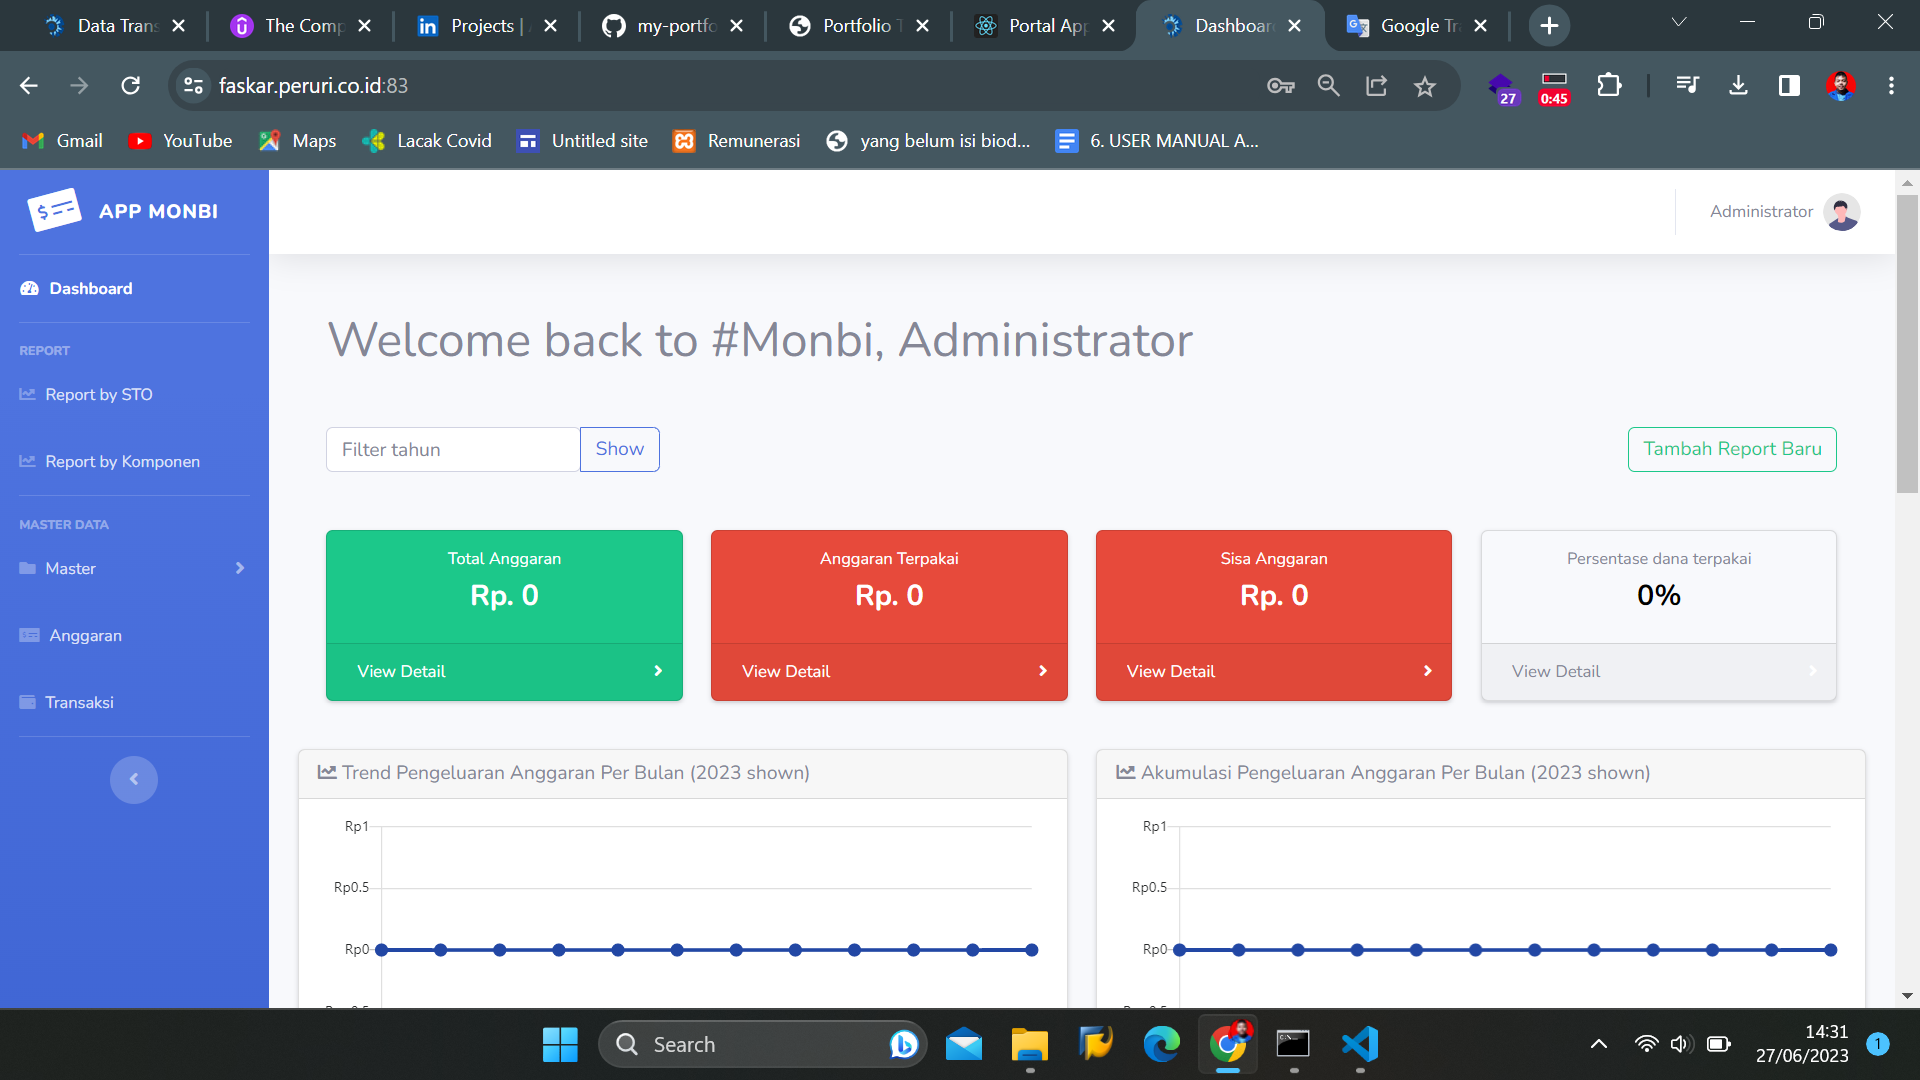 Data Trans
The Comp
Projects |
my-portfo
Portfolio T
Portal App
Dashboar
Google Tra
faskar.peruri.co.id:83
27
0:45
Gmail
YouTube
Maps
Lacak Covid
Untitled site
Remunerasi
yang belum isi biod...
6. USER MANUAL A...
APP MONBI
Administrator
Dashboard
REPORT
Report by STO
Report by Komponen
MASTER DATA
Master
Anggaran
Transaksi
Welcome back to #Monbi, Administrator
Filter tahun
Show
Tambah Report Baru
Total Anggaran
Rp. 0
View Detail
Anggaran Terpakai
Rp. 0
View Detail
Sisa Anggaran
Rp. 0
View Detail
Persentase dana terpakai
0%
View Detail
Trend Pengeluaran Anggaran Per Bulan (2023 shown)
Rp1
Rp0.5
Rp0
Akumulasi Pengeluaran Anggaran Per Bulan (2023 shown)
Rp1
Rp0.5
Rp0
Search
14:31
27/06/2023
1